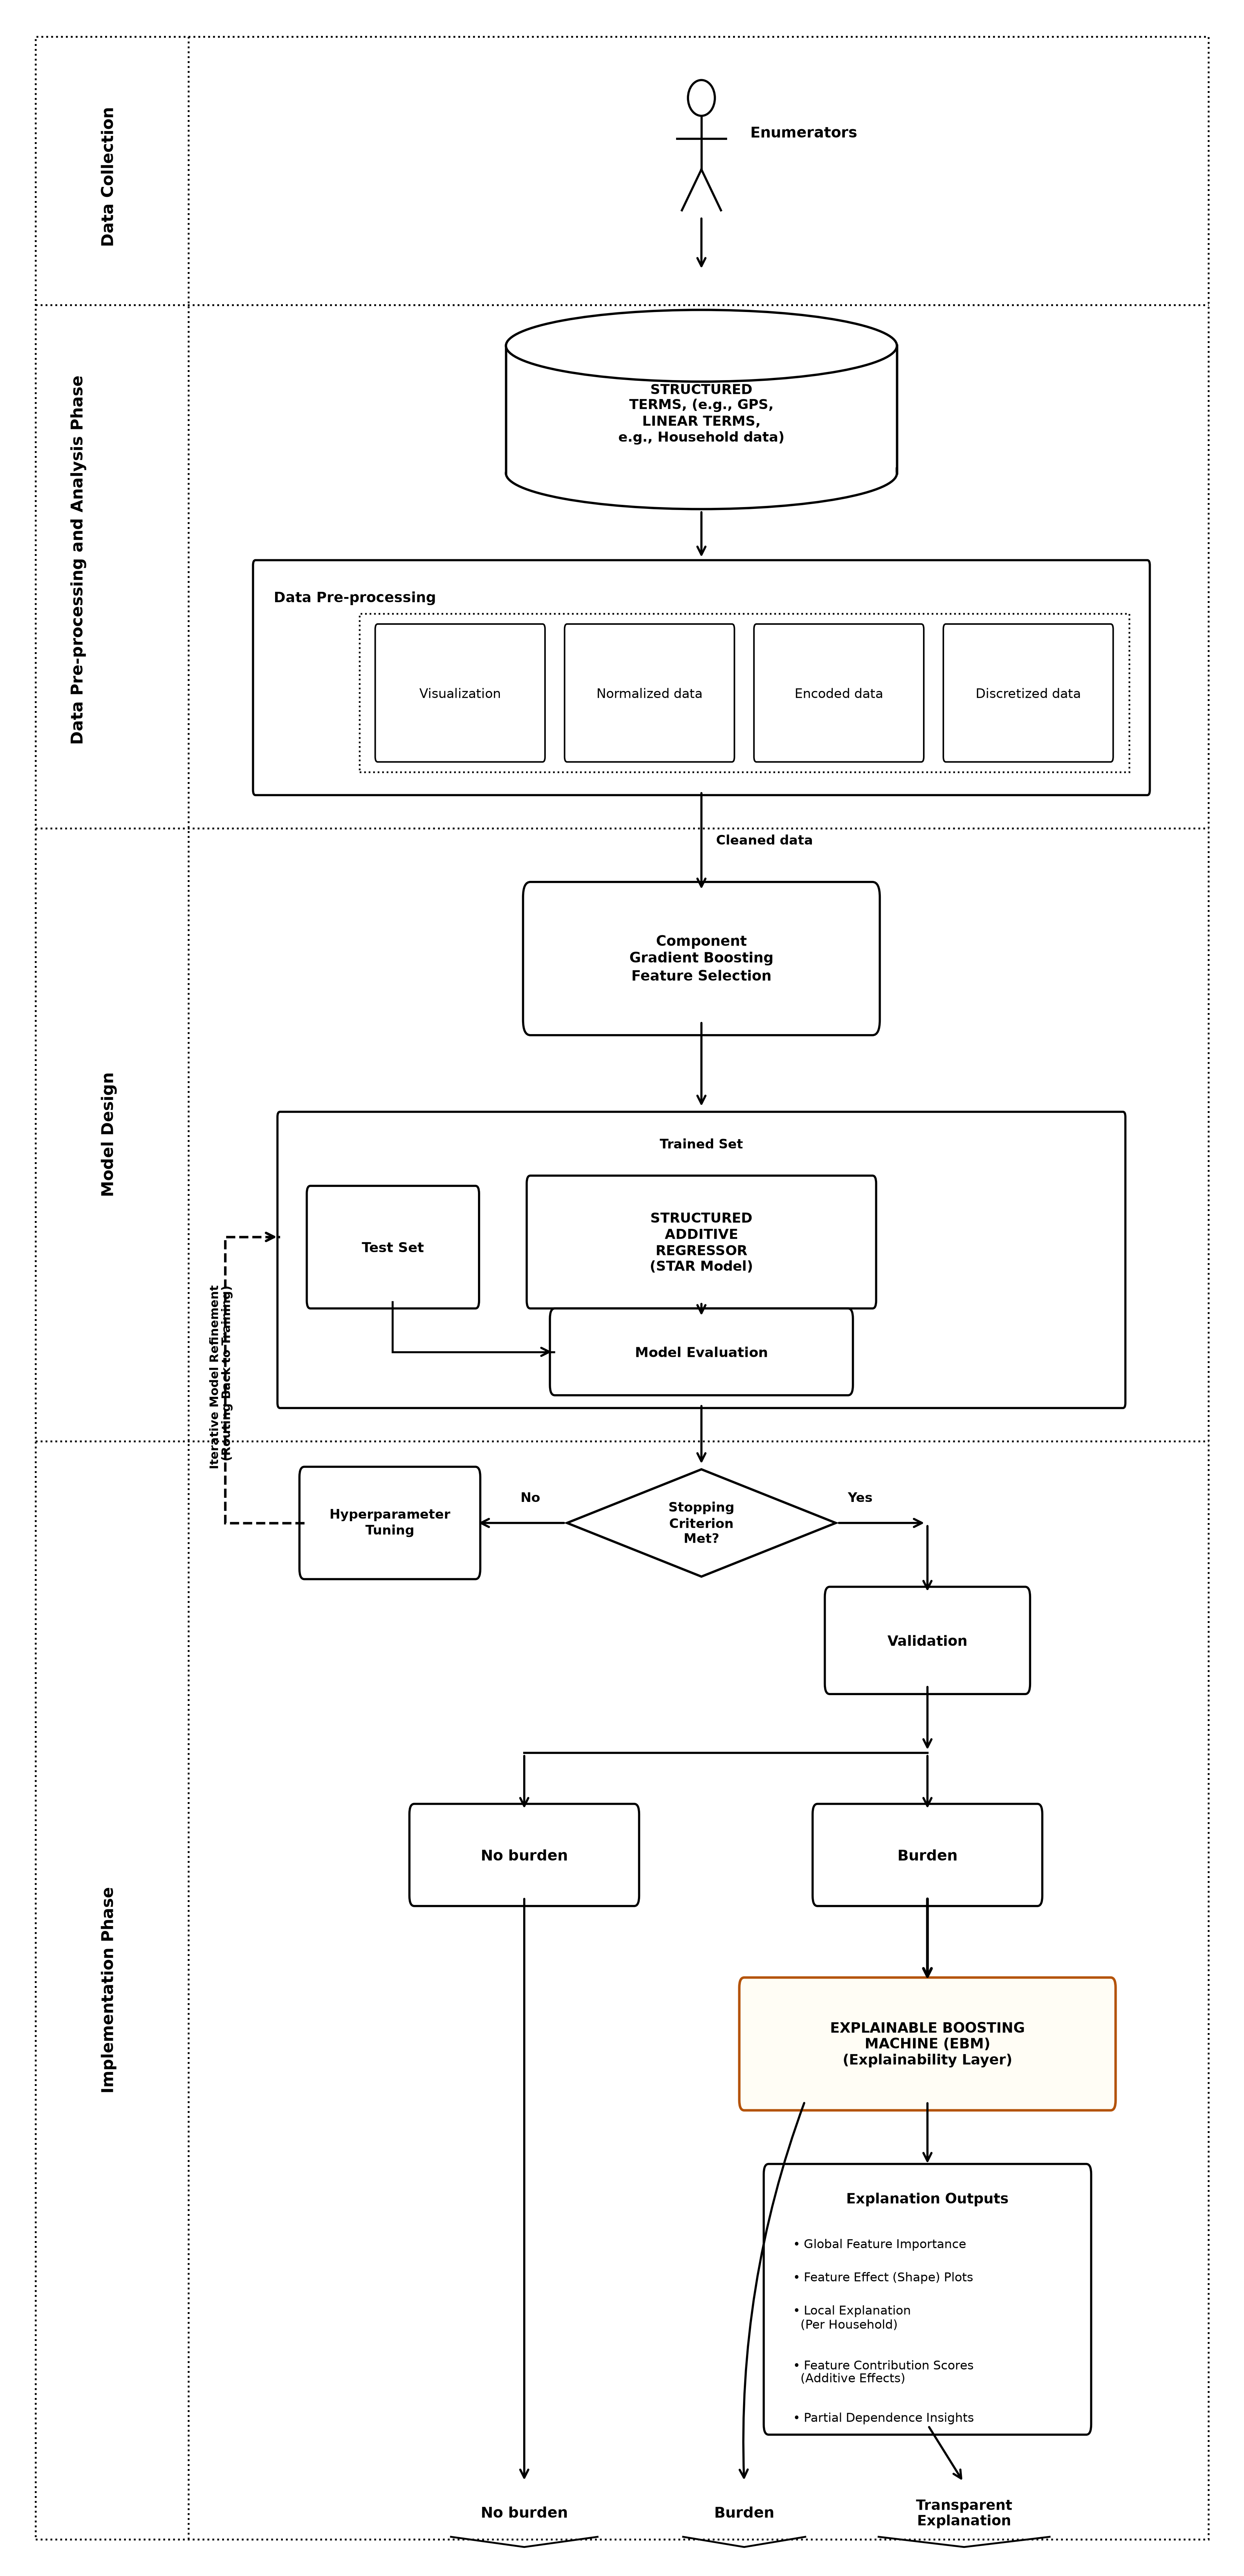 Data Collection
Enumerators
Data Pre-processing and Analysis Phase
STRUCTURED
TERMS, (e.g., GPS,
LINEAR TERMS,
e.g., Household data)
Data Pre-processing
Visualization
Normalized data
Encoded data
Discretized data
Cleaned data
Model Design
Component
Gradient Boosting
Feature Selection
Trained Set
Test Set
STRUCTURED
ADDITIVE
REGRESSOR
(STAR Model)
Model Evaluation
Iterative Model Refinement
(Routing Back to Training)
Implementation Phase
Hyperparameter
Tuning
No
Stopping
Criterion
Met?
Yes
Validation
No burden
Burden
EXPLAINABLE BOOSTING
MACHINE (EBM)
(Explainability Layer)
Explanation Outputs
• Global Feature Importance
• Feature Effect (Shape) Plots
• Local Explanation
(Per Household)
• Feature Contribution Scores
(Additive Effects)
• Partial Dependence Insights
No burden
Burden
Transparent
Explanation